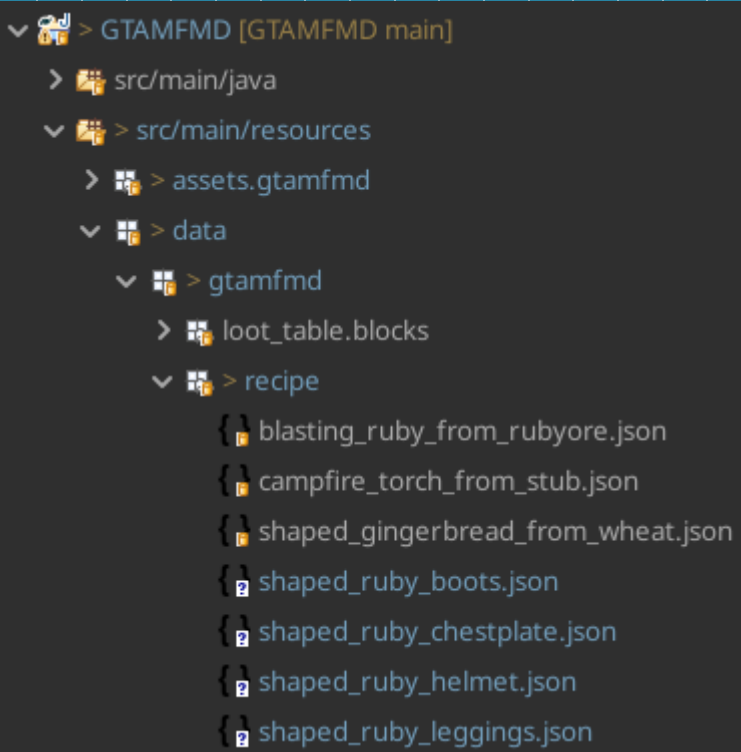 > GTAMFMD [GTAMFMD main]
src/main/java
> src/main/resources
> assets.gtamfmd
> data
> gtamfmd
loot_table.blocks
> recipe
blasting_ruby_from_rubyore.json
campfire_torch_from_stub.json
shaped_gingerbread_from_wheat.json
shaped_ruby_boots.json
shaped_ruby_chestplate.json
shaped_ruby_helmet.json
shaped_ruby_leggings.json